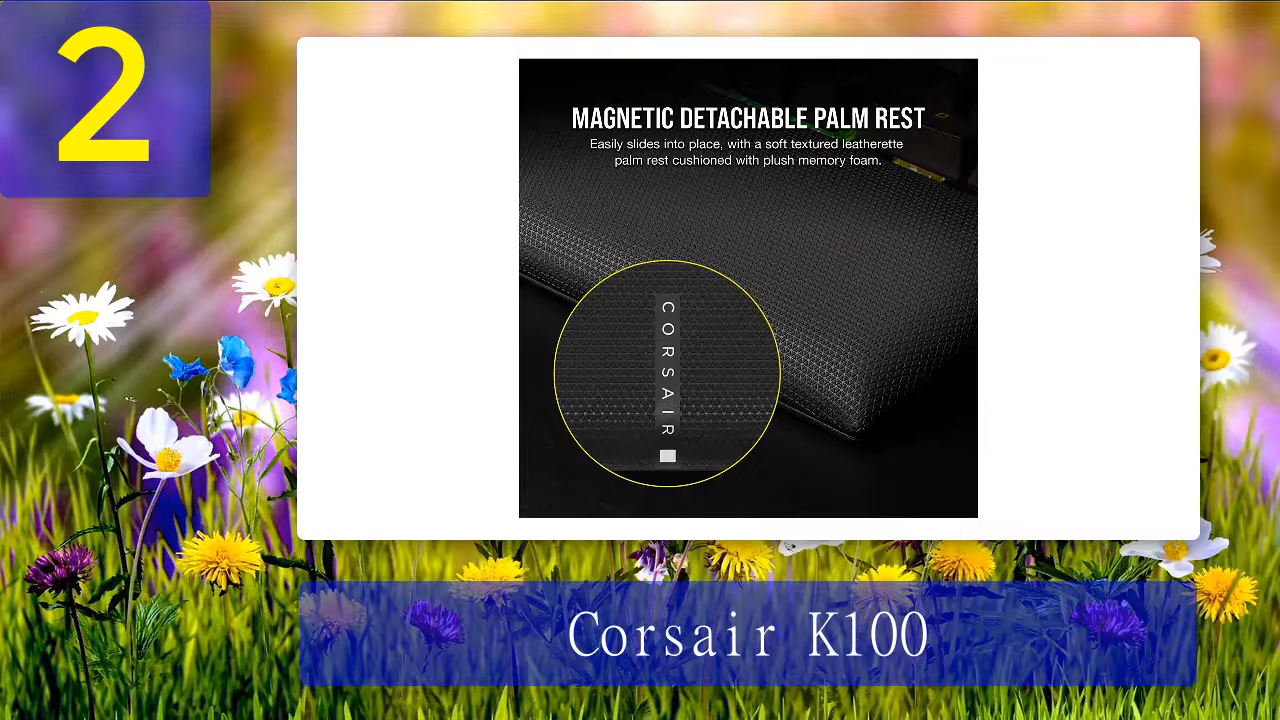 2
MAGNETIC DETACHABLE PALM REST
Easily slides into place, with a soft textured leatherette
palm rest cushioned with plush memory foam.
CORSAIR
Corsair K100